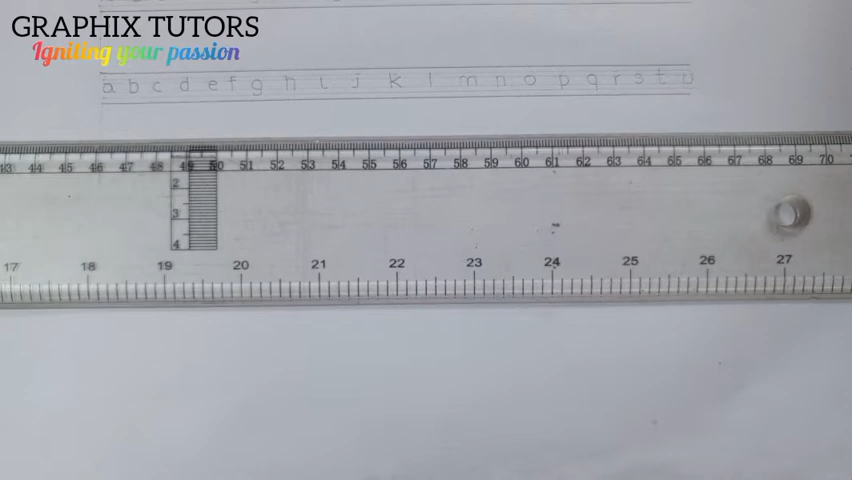 GRAPHIX TUTORS
Igniting your passion
a b c d e f g h i j k l m n o p q r s t u
43 44 45 46 47 48 49 50 51 52 53 54 55 56 57 58 59 60 61 62 63 64 65 66 67 68 69 70
2
3
4
17 18 19 20 21 22 23 24 25 26 27